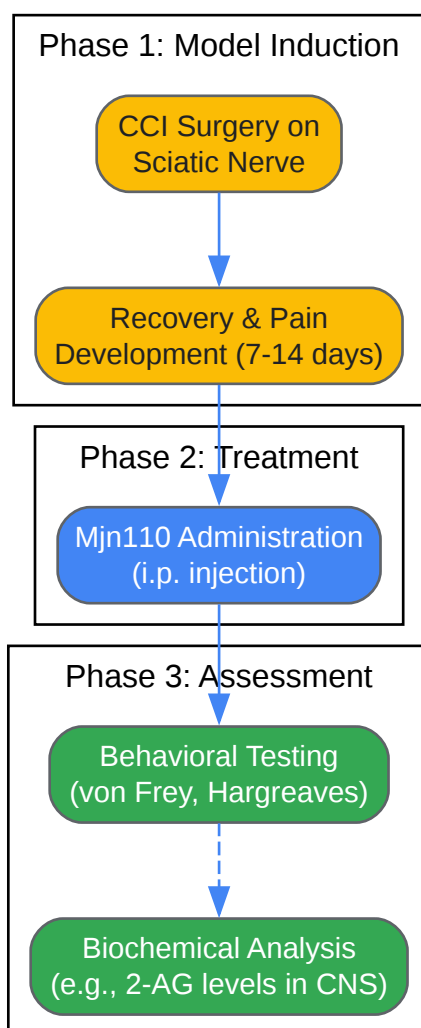 Phase 1: Model Induction
CCI Surgery on
Sciatic Nerve
Recovery & Pain
Development (7-14 days)
Phase 2: Treatment
Mjn110 Administration
(i.p. injection)
Phase 3: Assessment
Behavioral Testing
(von Frey, Hargreaves)
Biochemical Analysis
(e.g., 2-AG levels in CNS)